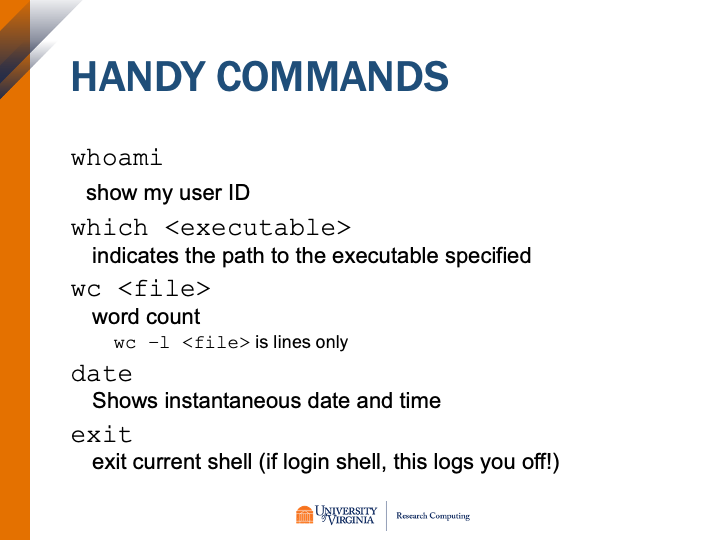 HANDY COMMANDS
whoami
show my user ID
which <executable>
indicates the path to the executable specified
wc <file>
word count
wc –l <file> is lines only
date
Shows instantaneous date and time
exit
exit current shell (if login shell, this logs you off!)
UNIVERSITY
of VIRGINIA
Research Computing